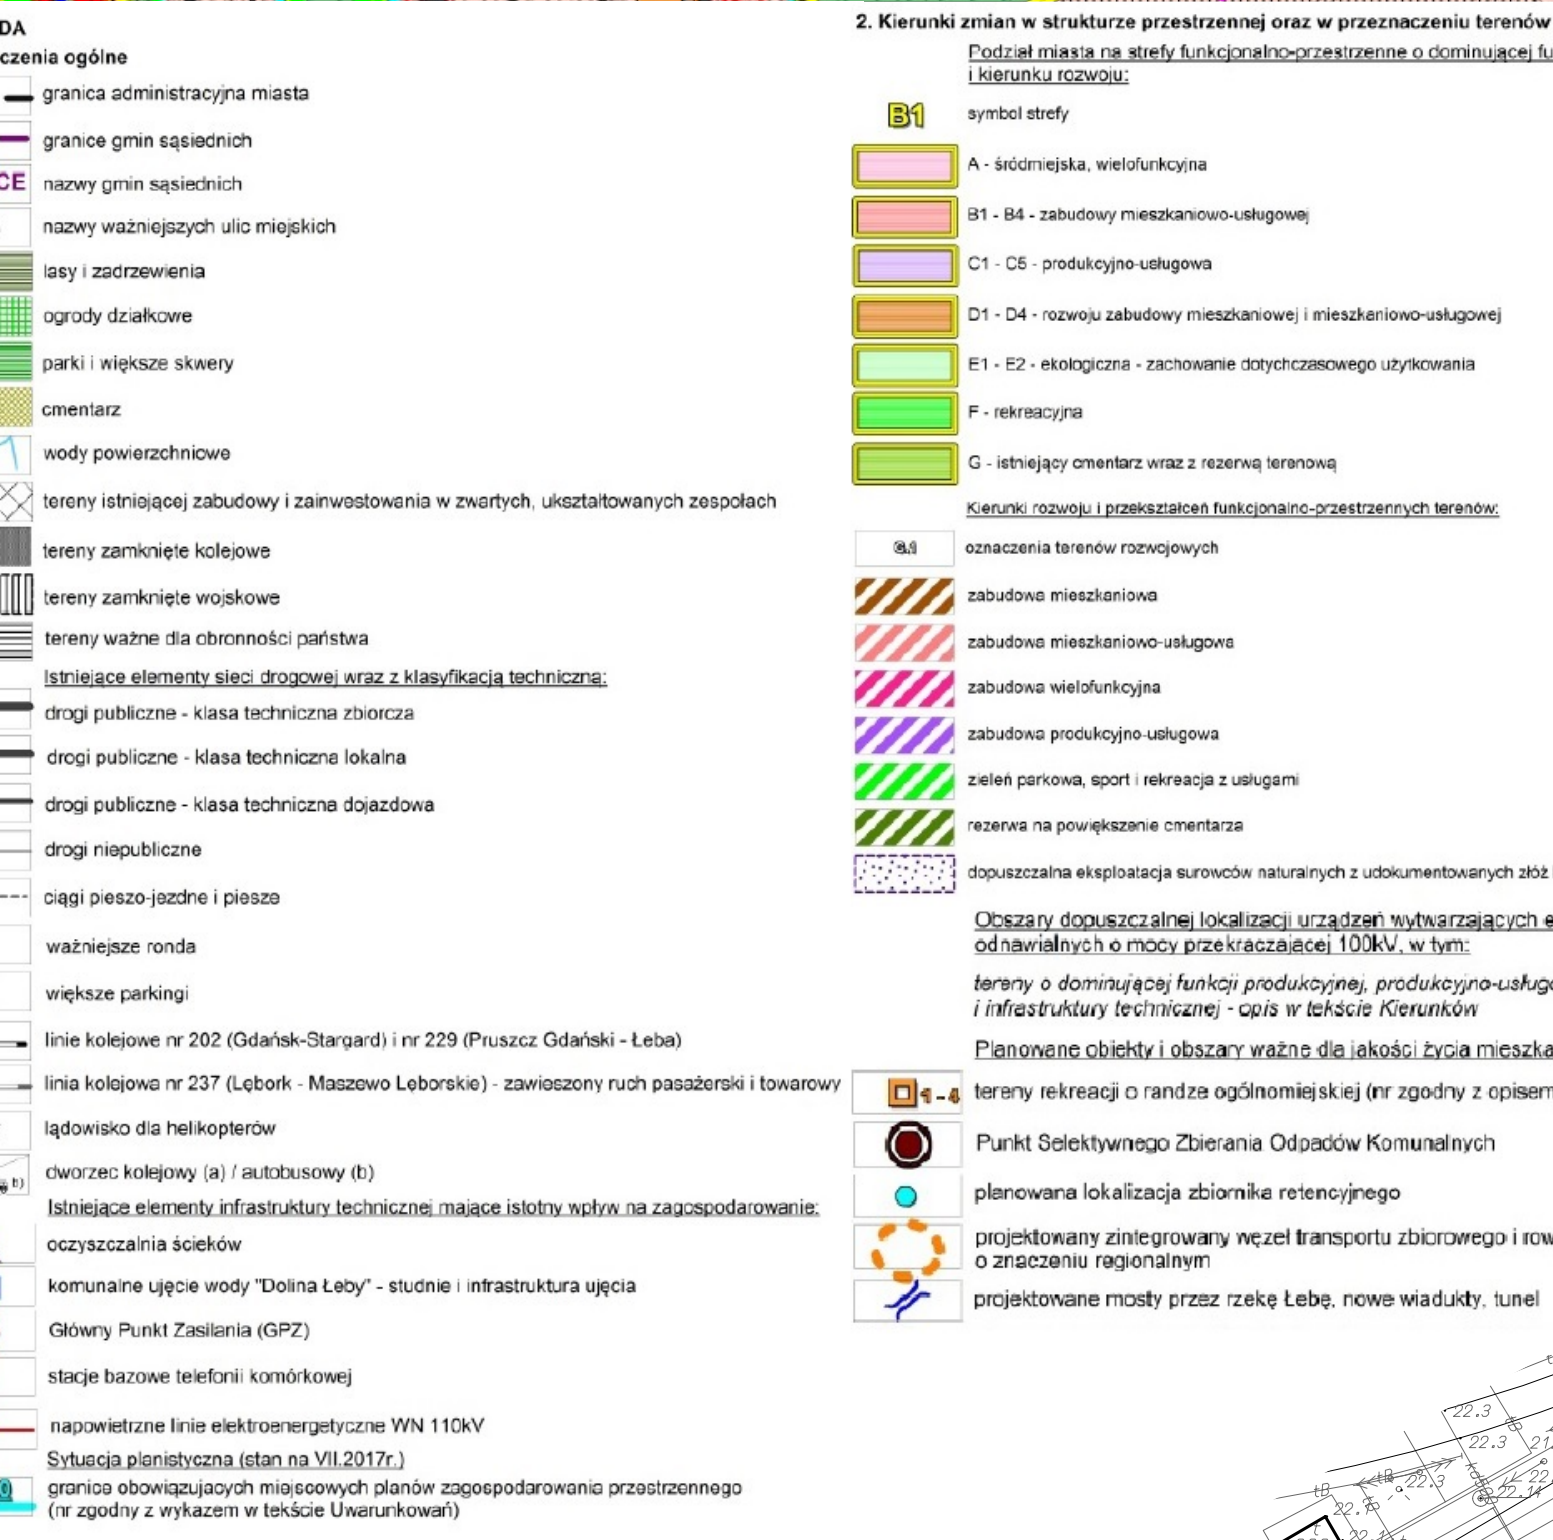 DA
czenia ogólne
granica administracyjna miasta
granice gmin sąsiednich
CE nazwy gmin sąsiednich
nazwy ważniejszych ulic miejskich
lasy i zadrzewienia
ogrody działkowe
parki i większe skwery
cmentarz
wody powierzchniowe
tereny istniejącej zabudowy i zainwestowania w zwartych, ukształtowanych zespołach
tereny zamknięte kolejowe
tereny zamknięte wojskowe
tereny ważne dla obronności państwa
Istniejące elementy sieci drogowej wraz z klasyfikacją techniczną:
drogi publiczne - klasa techniczna zbiorcza
drogi publiczne - klasa techniczna lokalna
drogi publiczne - klasa techniczna dojazdowa
drogi niepubliczne
ciągi pieszo-jezdne i piesze
ważniejsze ronda
większe parkingi
linie kolejowe nr 202 (Gdańsk-Stargard) i nr 229 (Pruszcz Gdański - Łeba)
linia kolejowa nr 237 (Lębork - Maszewo Lęborskie) - zawieszony ruch pasażerski i towarowy
lądowisko dla helikopterów
b) dworzec kolejowy (a) / autobusowy (b)
Istniejące elementy infrastruktury technicznej mające istotny wpływ na zagospodarowanie:
oczyszczalnia ścieków
komunalne ujęcie wody "Dolina Łeby" - studnie i infrastruktura ujęcia
Główny Punkt Zasilania (GPZ)
stacje bazowe telefonii komórkowej
napowietrzne linie elektroenergetyczne WN 110kV
Sytuacja planistyczna (stan na VII.2017r.)
granice obowiązujacych miejscowych planów zagospodarowania przestrzennego
(nr zgodny z wykazem w tekście Uwarunkowań)
2. Kierunki zmian w strukturze przestrzennej oraz w przeznaczeniu terenów
Podział miasta na strefy funkcjonalno-przestrzenne o dominującej fu
i kierunku rozwoju:
B1 symbol strefy
A - śródmiejska, wielofunkcyjna
B1 - B4 - zabudowy mieszkaniowo-usługowej
C1 - C5 - produkcyjno-usługowa
D1 - D4 - rozwoju zabudowy mieszkaniowej i mieszkaniowo-usługowej
E1 - E2 - ekologiczna - zachowanie dotychczasowego użytkowania
F - rekreacyjna
G - istniejący cmentarz wraz z rezerwą terenową
Kierunki rozwoju i przekształceń funkcjonalno-przestrzennych terenów:
oznaczenia terenów rozwojowych
zabudowa mieszkaniowa
zabudowa mieszkaniowo-usługowa
zabudowa wielofunkcyjna
zabudowa produkcyjno-usługowa
zieleń parkowa, sport i rekreacja z usługami
rezerwa na powiększenie cmentarza
dopuszczalna eksploatacja surowców naturalnych z udokumentowanych złóż
Obszary dopuszczalnej lokalizacji urządzeń wytwarzających e
odnawialnych o mocy przekraczającej 100kV, w tym:
tereny o dominującej funkcji produkcyjnej, produkcyjno-usługo
i infrastruktury technicznej - opis w tekście Kierunków
Planowane obiekty i obszary ważne dla jakości życia mieszka
1-4 tereny rekreacji o randze ogólnomiejskiej (nr zgodny z opisem
Punkt Selektywnego Zbierania Odpadów Komunalnych
planowana lokalizacja zbiornika retencyjnego
projektowany zintegrowany węzeł transportu zbiorowego i row
o znaczeniu regionalnym
projektowane mosty przez rzekę Łebę, nowe wiadukty, tunel
22.3
22.3
tB
22.3
tB
22.14